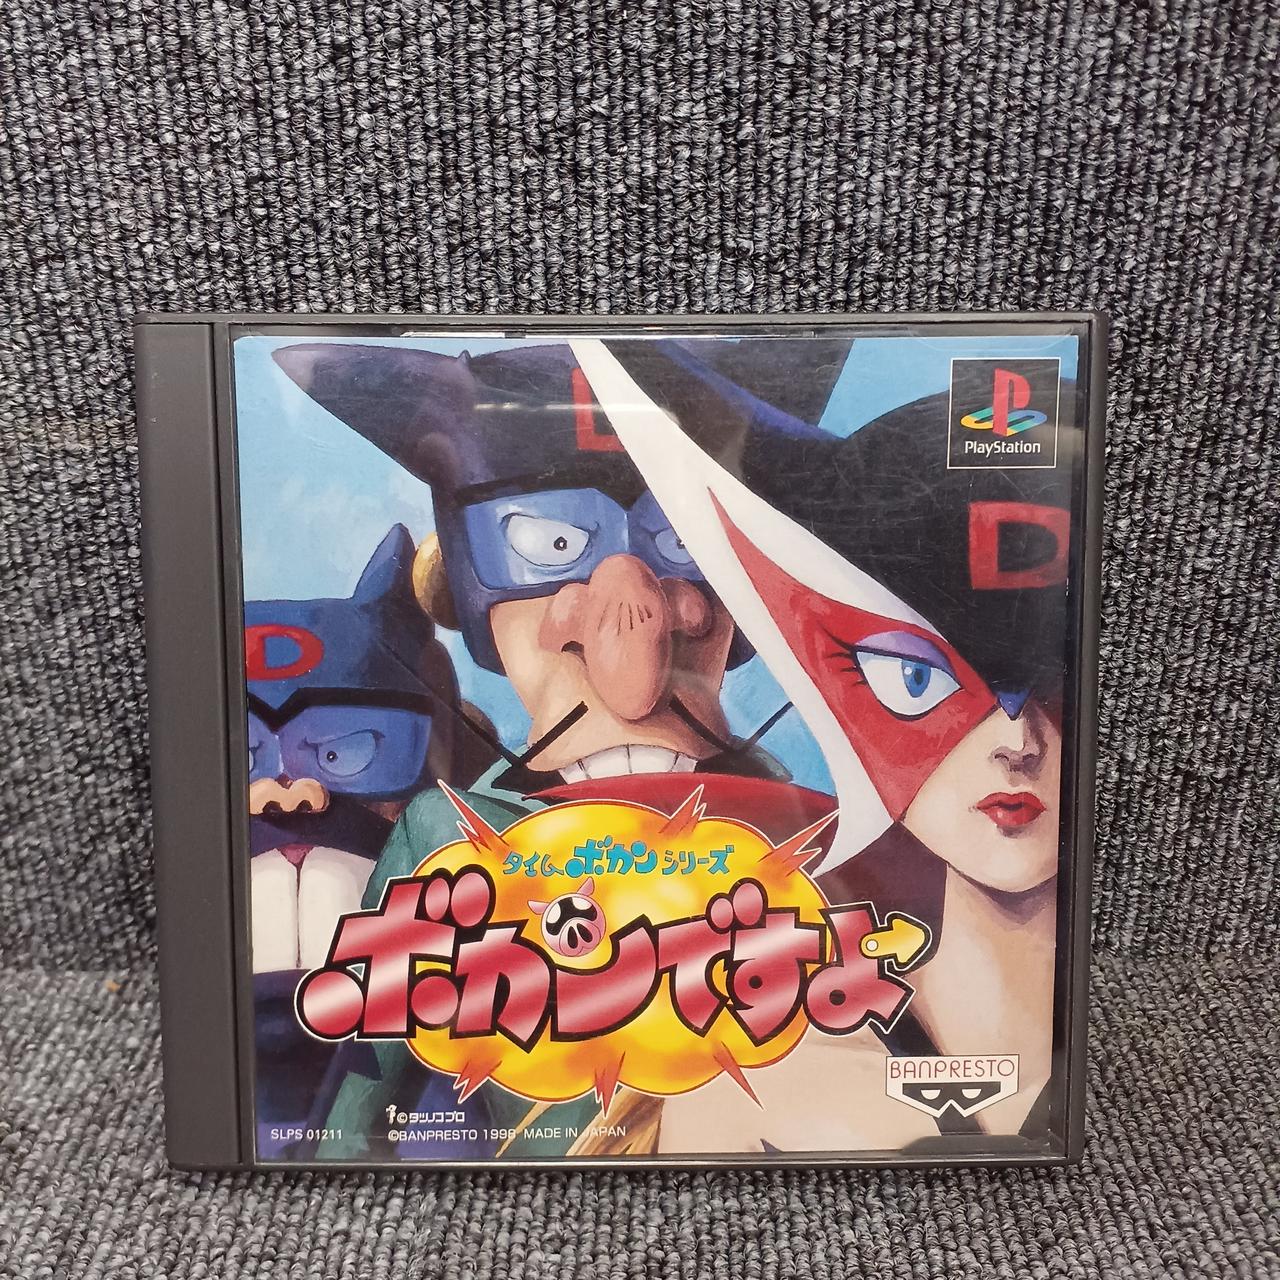 D
PlayStation
D
D
タイムボカンシリーズ
ボカンですよ
BANPRESTO
©タツノコプロ
SLPS 01211
©BANPRESTO 1998 MADE IN JAPAN